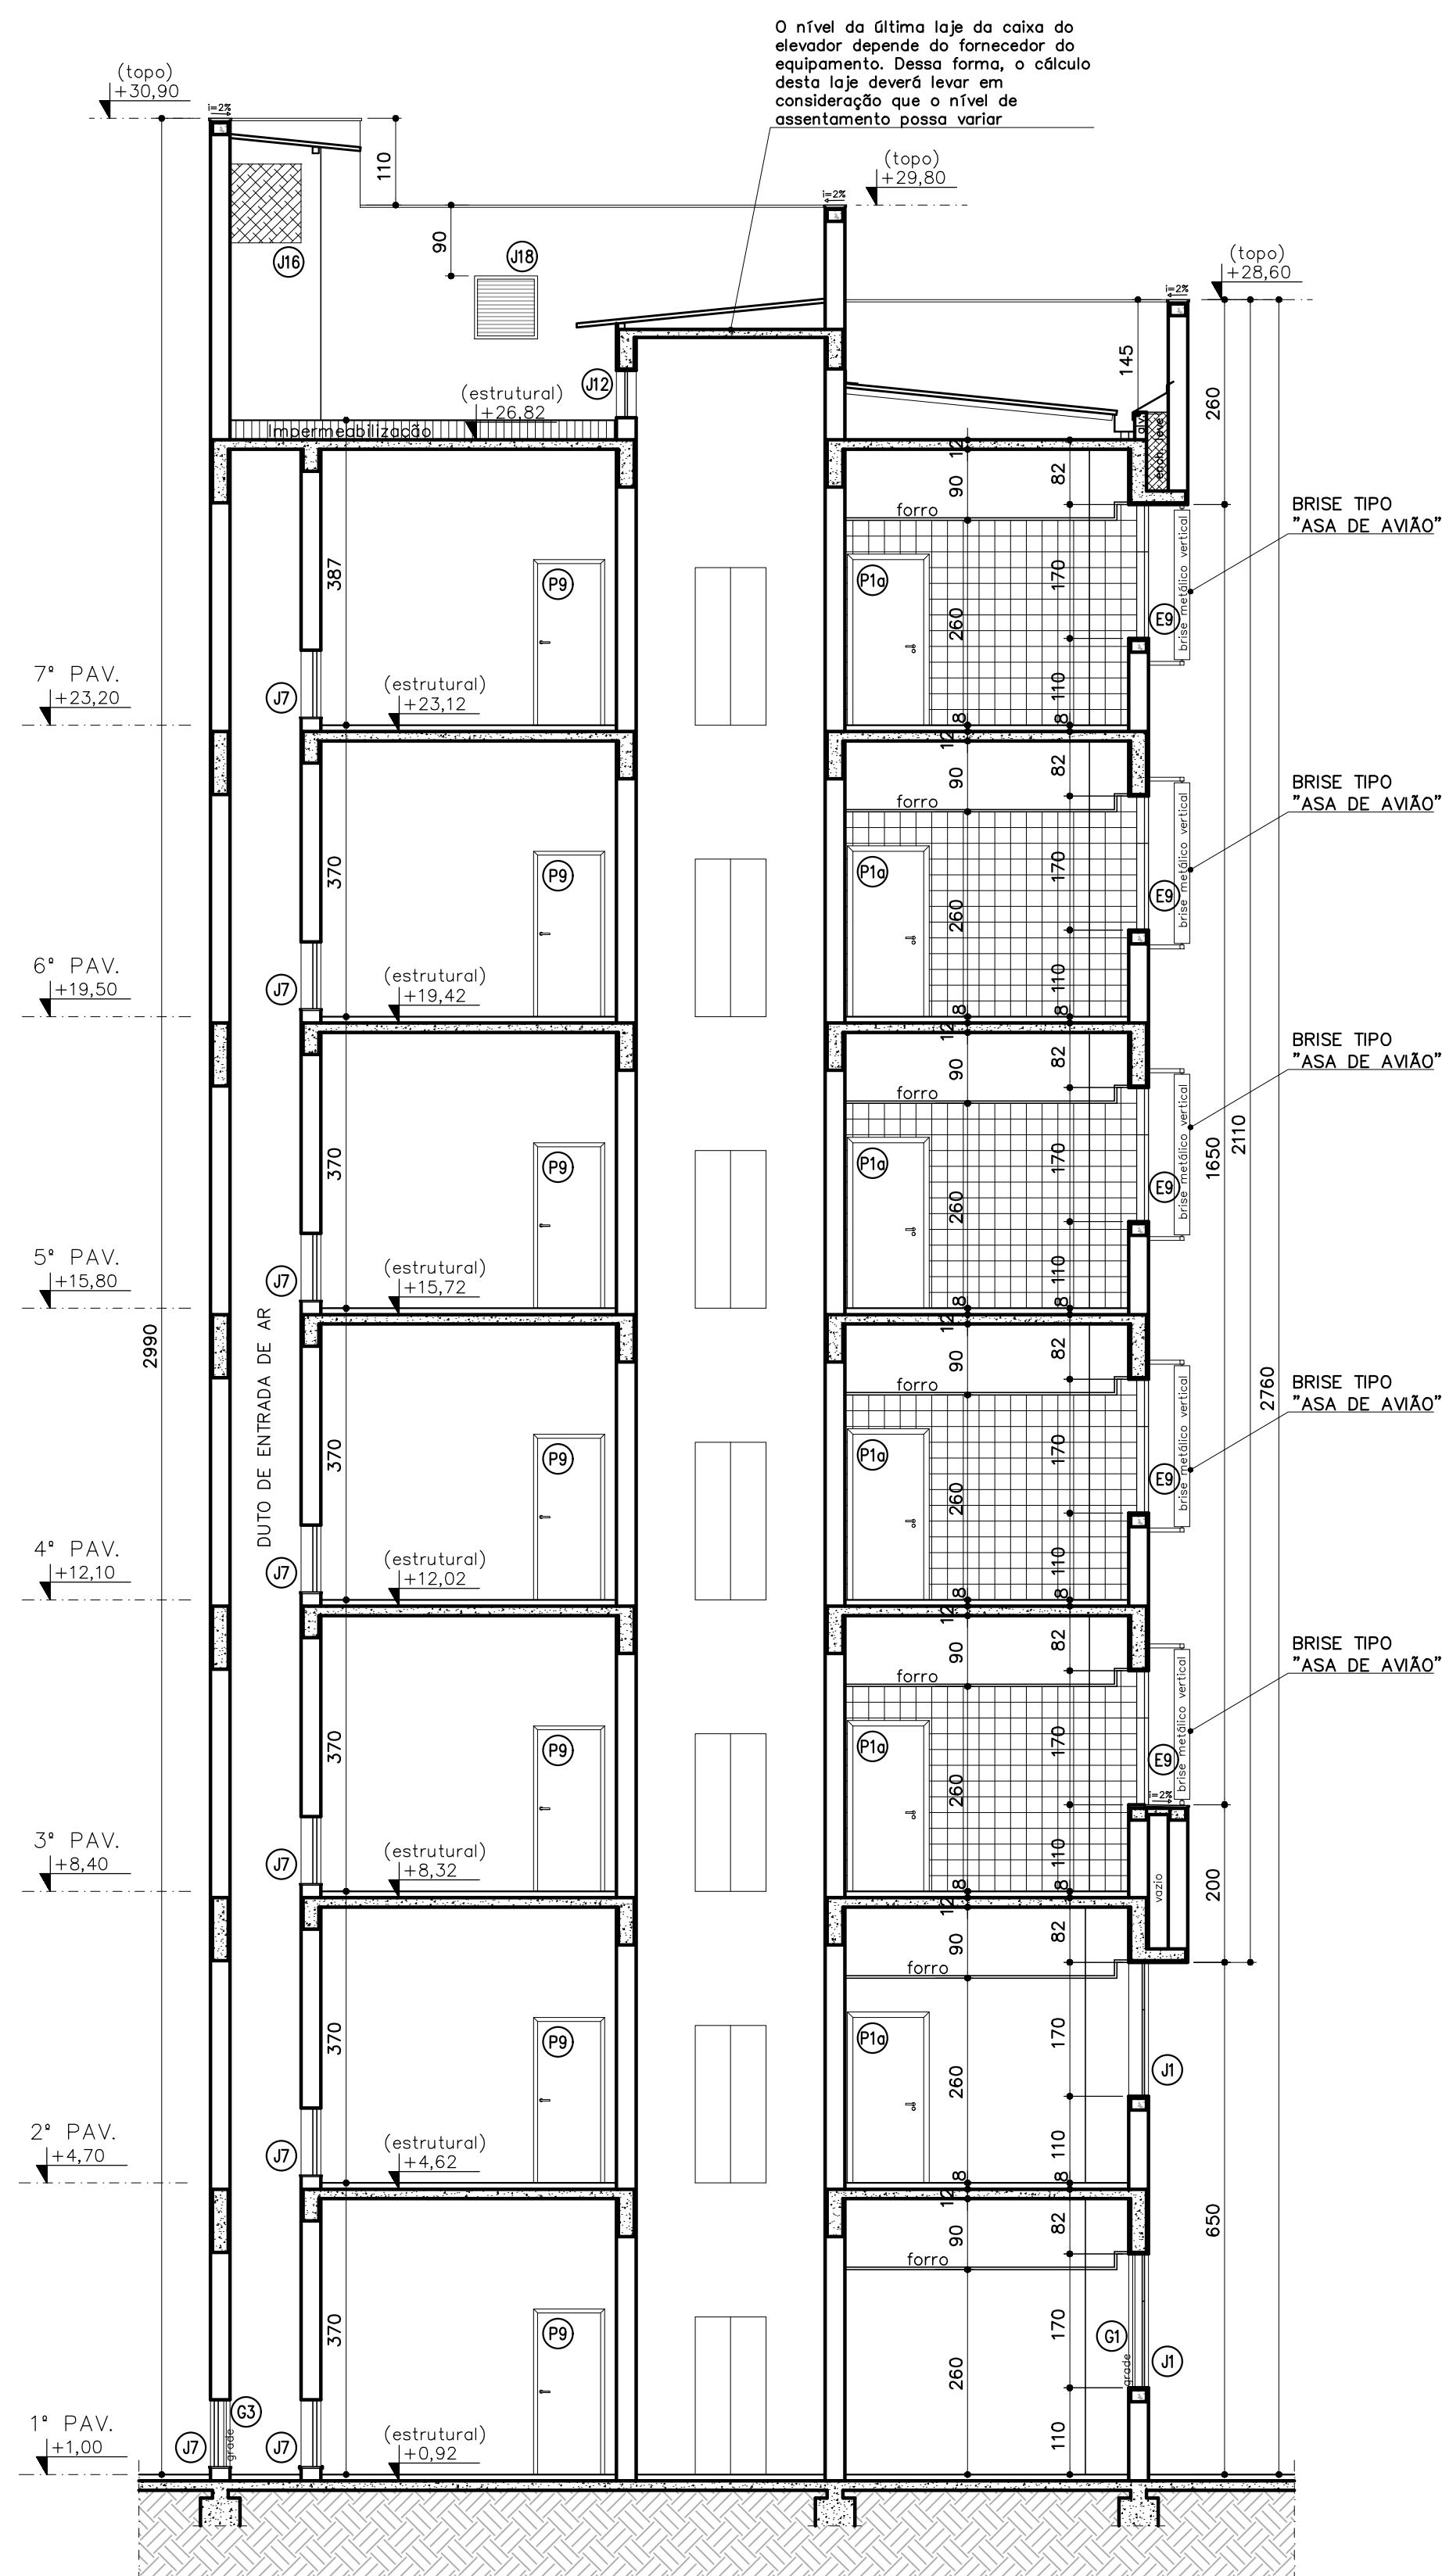 O nível da última laje da caixa do
elevador depende do fornecedor do
equipamento. Dessa forma, o cálculo
desta laje deverá levar em
consideração que o nível de
assentamento possa variar
(topo)
+30,90
i=2%
110
(topo)
+29,80
i=2%
90
J18
J16
(topo)
+28,60
i=2%
145
260
J12
(estrutural)
+26,82
Impermeabilização
alv.
ench. leve
12
90
82
forro
BRISE TIPO
"ASA DE AVIÃO"
387
P9
P1a
170
260
E9
brise metálico vertical
7º PAV.
+23,20
J7
(estrutural)
+23,12
110
8
8
12
90
82
forro
BRISE TIPO
"ASA DE AVIÃO"
370
P9
P1a
170
260
E9
brise metálico vertical
6º PAV.
+19,50
J7
(estrutural)
+19,42
110
8
8
12
90
82
forro
BRISE TIPO
"ASA DE AVIÃO"
370
P9
P1a
170
260
E9
brise metálico vertical
1650
2110
5º PAV.
+15,80
J7
(estrutural)
+15,72
110
8
8
2990
DUTO DE ENTRADA DE AR
12
90
82
forro
2760
BRISE TIPO
"ASA DE AVIÃO"
370
P9
P1a
170
260
E9
brise metálico vertical
4º PAV.
+12,10
J7
(estrutural)
+12,02
110
8
8
12
90
82
forro
BRISE TIPO
"ASA DE AVIÃO"
370
P9
P1a
170
260
E9
brise metálico vertical
i=2%
3º PAV.
+8,40
J7
(estrutural)
+8,32
110
8
8
vazio
200
12
90
82
forro
370
P9
P1a
170
260
J1
2º PAV.
+4,70
J7
(estrutural)
+4,62
110
8
8
12
90
82
650
forro
370
P9
170
260
G1
grade
J1
1º PAV.
+1,00
J7
G3
grade
J7
(estrutural)
+0,92
110